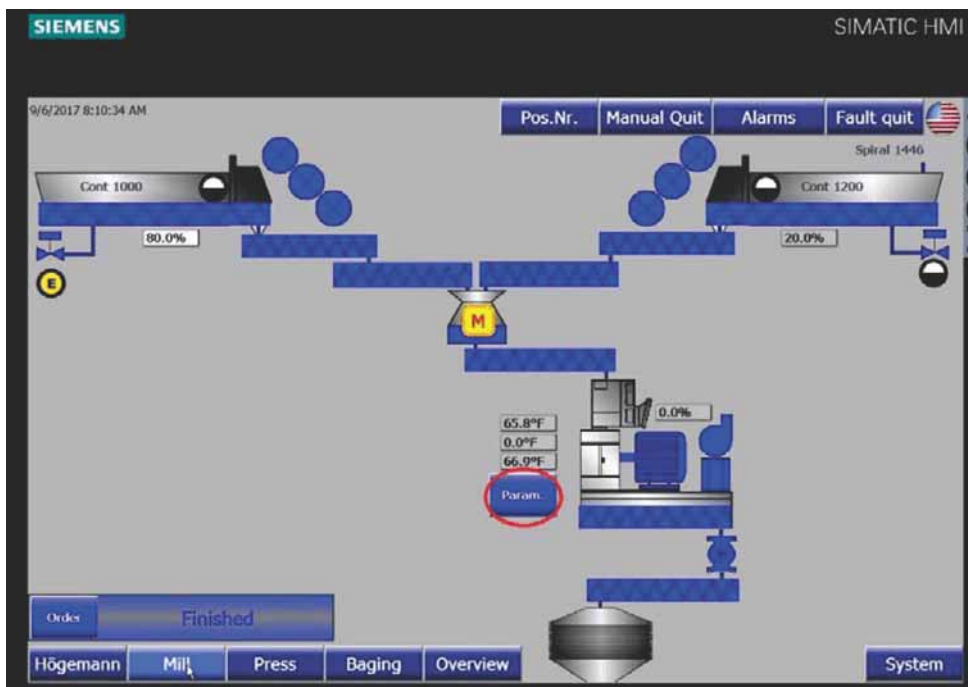 SIEMENS
SIMATIC HMI
9/6/2017 8:10:34 AM
Pos.Nr.
Manual Quit
Alarms
Fault quit
Spiral 1446
Cont 1000
Cont 1200
80.0%
20.0%
E
M
0.0%
65.8°F
0.0°F
66.9°F
Param..
Order
Finished
Högemann
Mill
Press
Baging
Overview
System